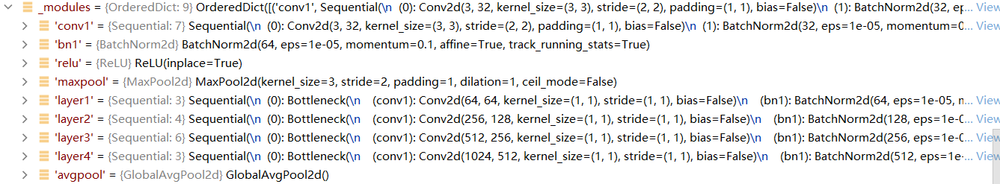 _modules = {OrderedDict: 9} OrderedDict([('conv1', Sequential(\n (0): Conv2d(3, 32, kernel_size=(3, 3), stride=(2, 2), padding=(1, 1), bias=False)\n (1): BatchNorm2d(32, ep... View
'conv1' = {Sequential: 7} Sequential(\n (0): Conv2d(3, 32, kernel_size=(3, 3), stride=(2, 2), padding=(1, 1), bias=False)\n (1): BatchNorm2d(32, eps=1e-05, momentum=0... View
'bn1' = {BatchNorm2d} BatchNorm2d(64, eps=1e-05, momentum=0.1, affine=True, track_running_stats=True)
'relu' = {ReLU} ReLU(inplace=True)
'maxpool' = {MaxPool2d} MaxPool2d(kernel_size=3, stride=2, padding=1, dilation=1, ceil_mode=False)
'layer1' = {Sequential: 3} Sequential(\n (0): Bottleneck(\n (conv1): Conv2d(64, 64, kernel_size=(1, 1), stride=(1, 1), bias=False)\n (bn1): BatchNorm2d(64, eps=1e-05, n... View
'layer2' = {Sequential: 4} Sequential(\n (0): Bottleneck(\n (conv1): Conv2d(256, 128, kernel_size=(1, 1), stride=(1, 1), bias=False)\n (bn1): BatchNorm2d(128, eps=1e-0... View
'layer3' = {Sequential: 6} Sequential(\n (0): Bottleneck(\n (conv1): Conv2d(512, 256, kernel_size=(1, 1), stride=(1, 1), bias=False)\n (bn1): BatchNorm2d(256, eps=1e-0... View
'layer4' = {Sequential: 3} Sequential(\n (0): Bottleneck(\n (conv1): Conv2d(1024, 512, kernel_size=(1, 1), stride=(1, 1), bias=False)\n (bn1): BatchNorm2d(512, eps=1e-... View
'avgpool' = {GlobalAvgPool2d} GlobalAvgPool2d()